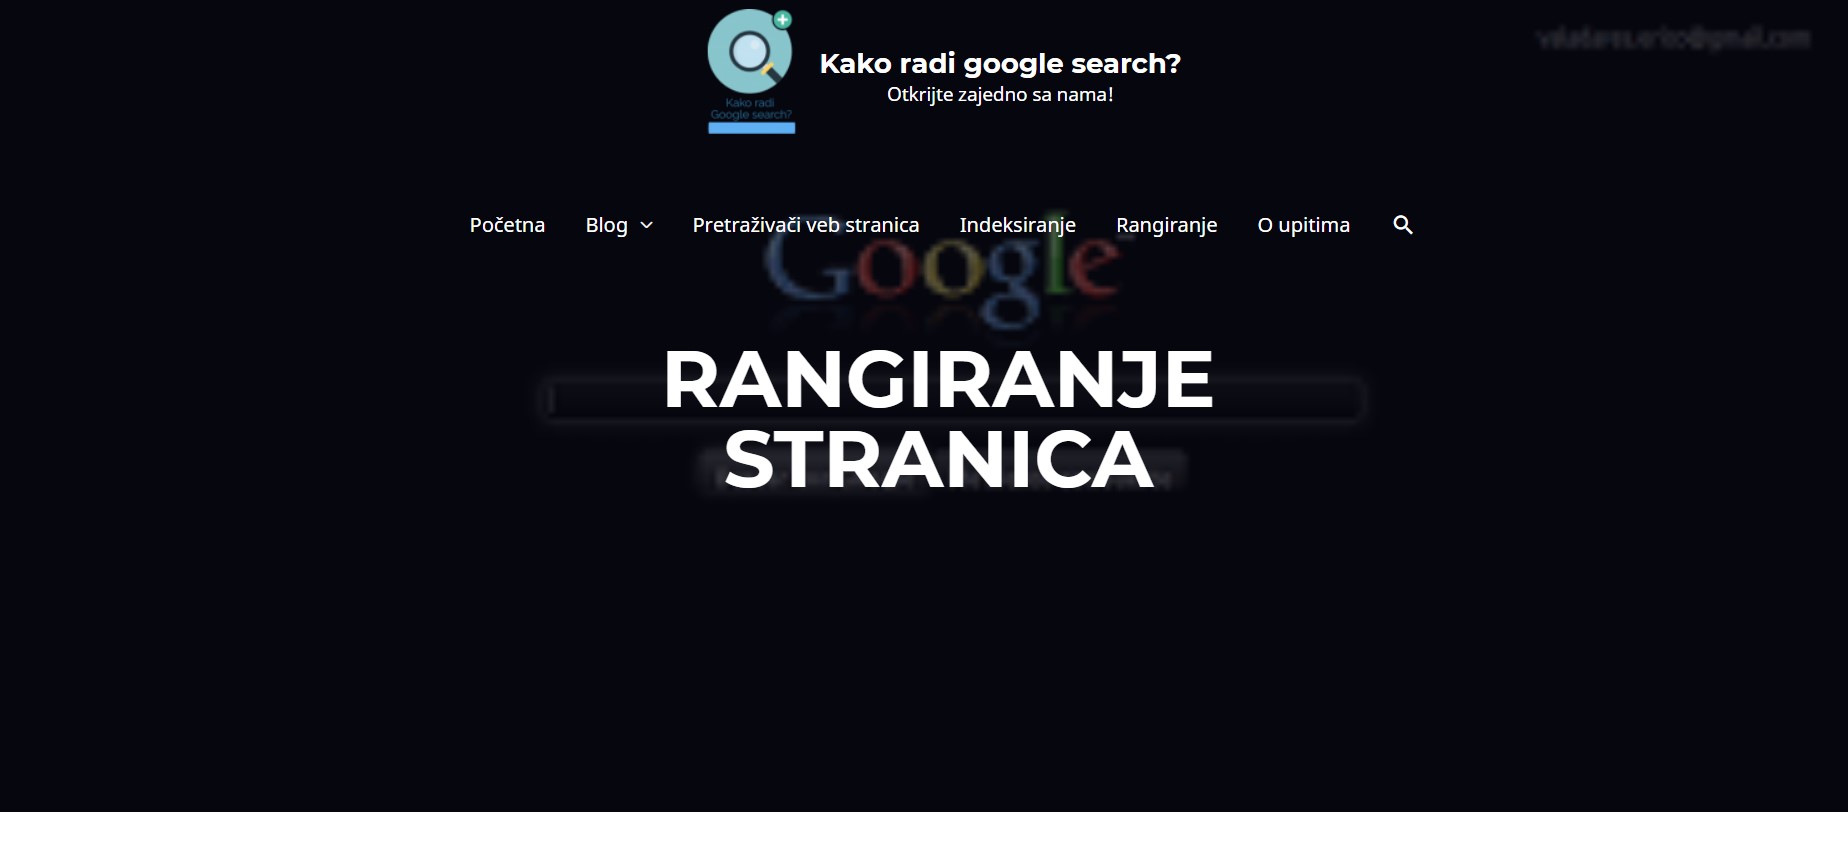 Kako radi
Google search?
Kako radi google search?
Otkrijte zajedno sa nama!
Početna Blog Pretraživači veb stranica Indeksiranje Rangiranje O upitima
Google
RANGIRANJE
STRANICA